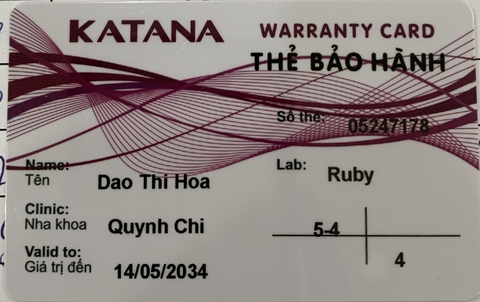 KATANA
WARRANTY CARD
THẺ BẢO HÀNH
Số thẻ: 05247178
Name:
Tên Dao Thi Hoa
Lab: Ruby
Clinic:
Nha khoa Quynh Chi
5-4
4
Valid to:
Giá trị đến 14/05/2034